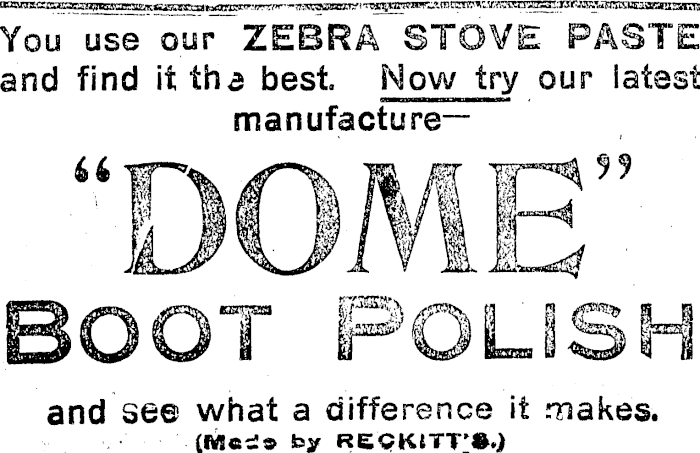 You use our ZEBRA STOVE PASTE
and find it the best. Now try our latest
manufacture—
“DOME”
BOOT POLISH
and see what a difference it makes.
(Made by RECKITT'S.)